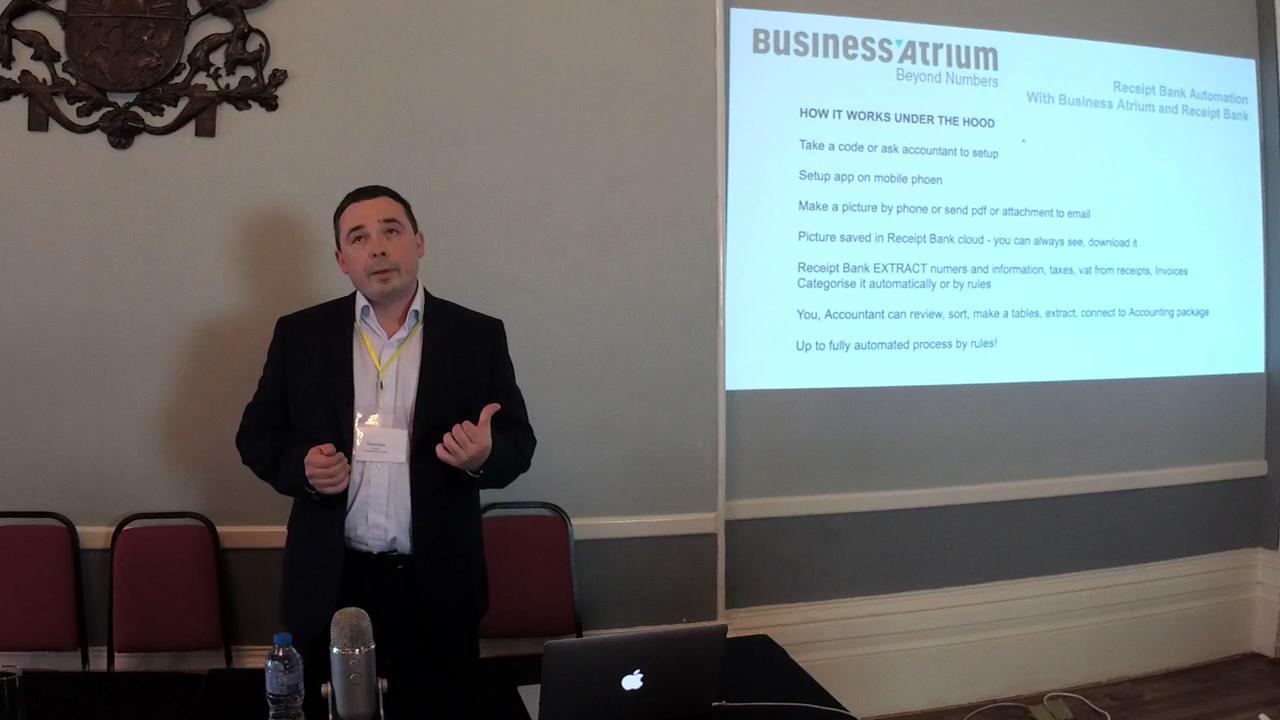 BUSINESS ATRIUM
Beyond Numbers
Receipt Bank Automation
With Business Atrium and Receipt Bank
HOW IT WORKS UNDER THE HOOD
Take a code or ask accountant to setup
Setup app on mobile phoen
Make a picture by phone or send pdf or attachment to email
Picture saved in Receipt Bank cloud - you can always see, download it
Receipt Bank EXTRACT numers and information, taxes, vat from receipts, Invoices
Categorise it automatically or by rules
You, Accountant can review, sort, make a tables, extract, connect to Accounting package
Up to fully automated process by rules!